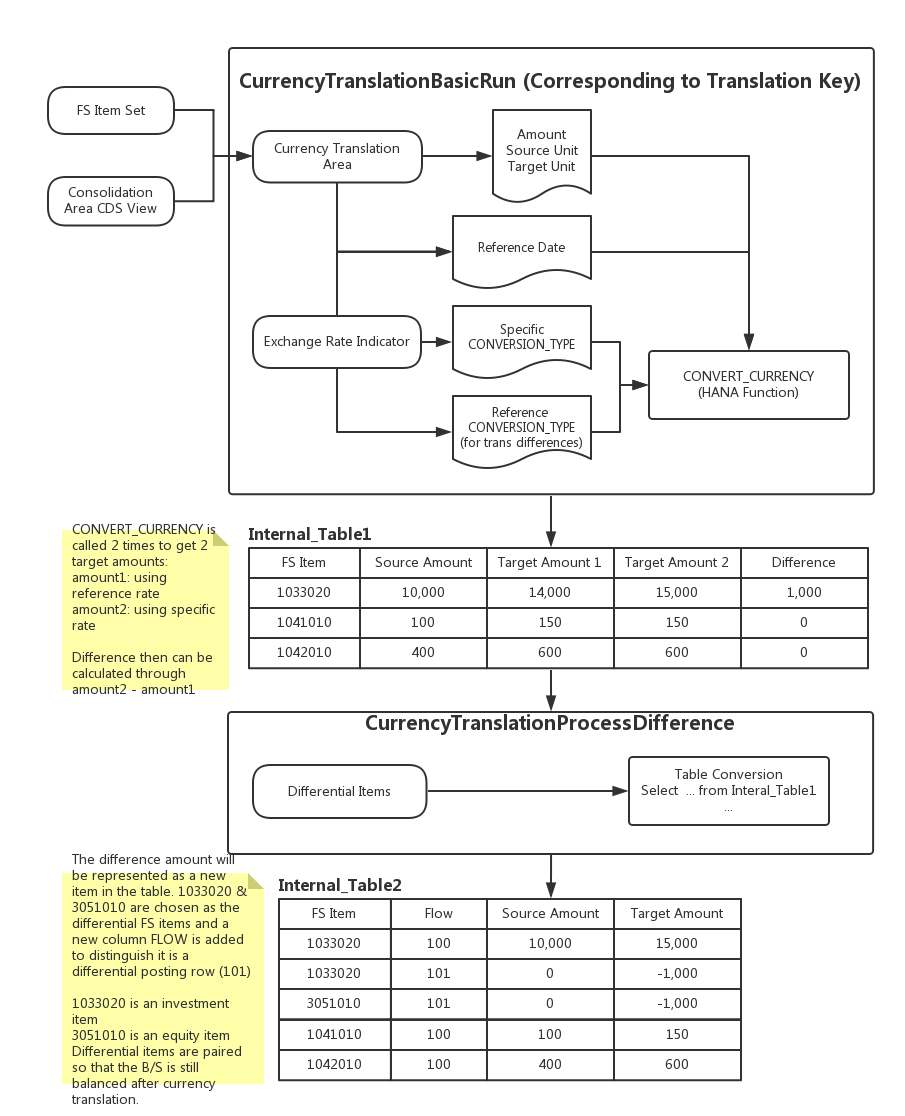 CurrencyTranslationBasicRun (Corresponding to Translation Key)
FS Item Set
Consolidation
Area CDS View
Currency Translation
Area
Amount
Source Unit
Target Unit
Reference Date
Exchange Rate Indicator
Specific
CONVERSION_TYPE
Reference
CONVERSION_TYPE
(for trans differences)
CONVERT_CURRENCY
(HANA Function)
CONVERT_CURRENCY is
called 2 times to get 2
target amounts:
amount1: using
reference rate
amount2: using specific
rate
Difference then can be
calculated through
amount2 - amount1
Internal_Table1
FS Item Source Amount Target Amount 1 Target Amount 2 Difference
1033020 10,000 14,000 15,000 1,000
1041010 100 150 150 0
1042010 400 600 600 0
CurrencyTranslationProcessDifference
Differential Items
Table Conversion
Select ... from Interal_Table1
...
The difference amount will
be represented as a new
item in the table. 1033020 &
3051010 are chosen as the
differential FS items and a
new column FLOW is added
to distinguish it is a
differential posting row (101)
1033020 is an investment
item
3051010 is an equity item
Differential items are paired
so that the B/S is still
balanced after currency
translation.
Internal_Table2
FS Item Flow Source Amount Target Amount
1033020 100 10,000 15,000
1033020 101 0 -1,000
3051010 101 0 -1,000
1041010 100 100 150
1042010 100 400 600